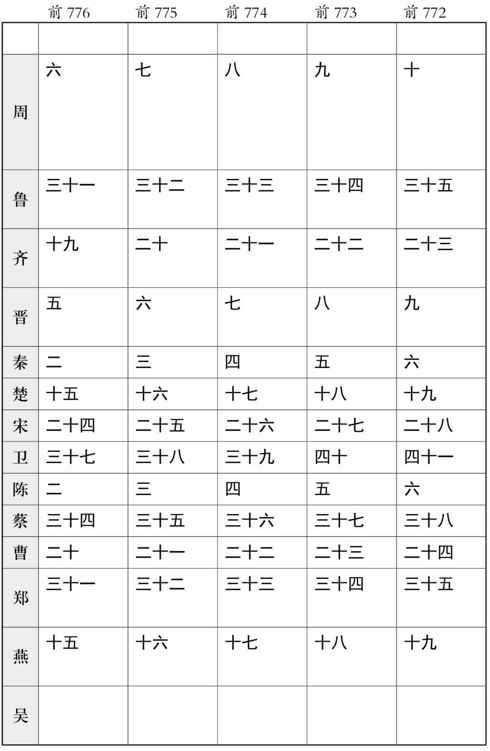 前 776 前 775 前 774 前 773 前 772
周 六 七 八 九 十
鲁 三十一 三十二 三十三 三十四 三十五
齐 十九 二十 二十一 二十二 二十三
晋 五 六 七 八 九
秦 二 三 四 五 六
楚 十五 十六 十七 十八 十九
宋 二十四 二十五 二十六 二十七 二十八
卫 三十七 三十八 三十九 四十 四十一
陈 二 三 四 五 六
蔡 三十四 三十五 三十六 三十七 三十八
曹 二十 二十一 二十二 二十三 二十四
郑 三十一 三十二 三十三 三十四 三十五
燕 十五 十六 十七 十八 十九
吴